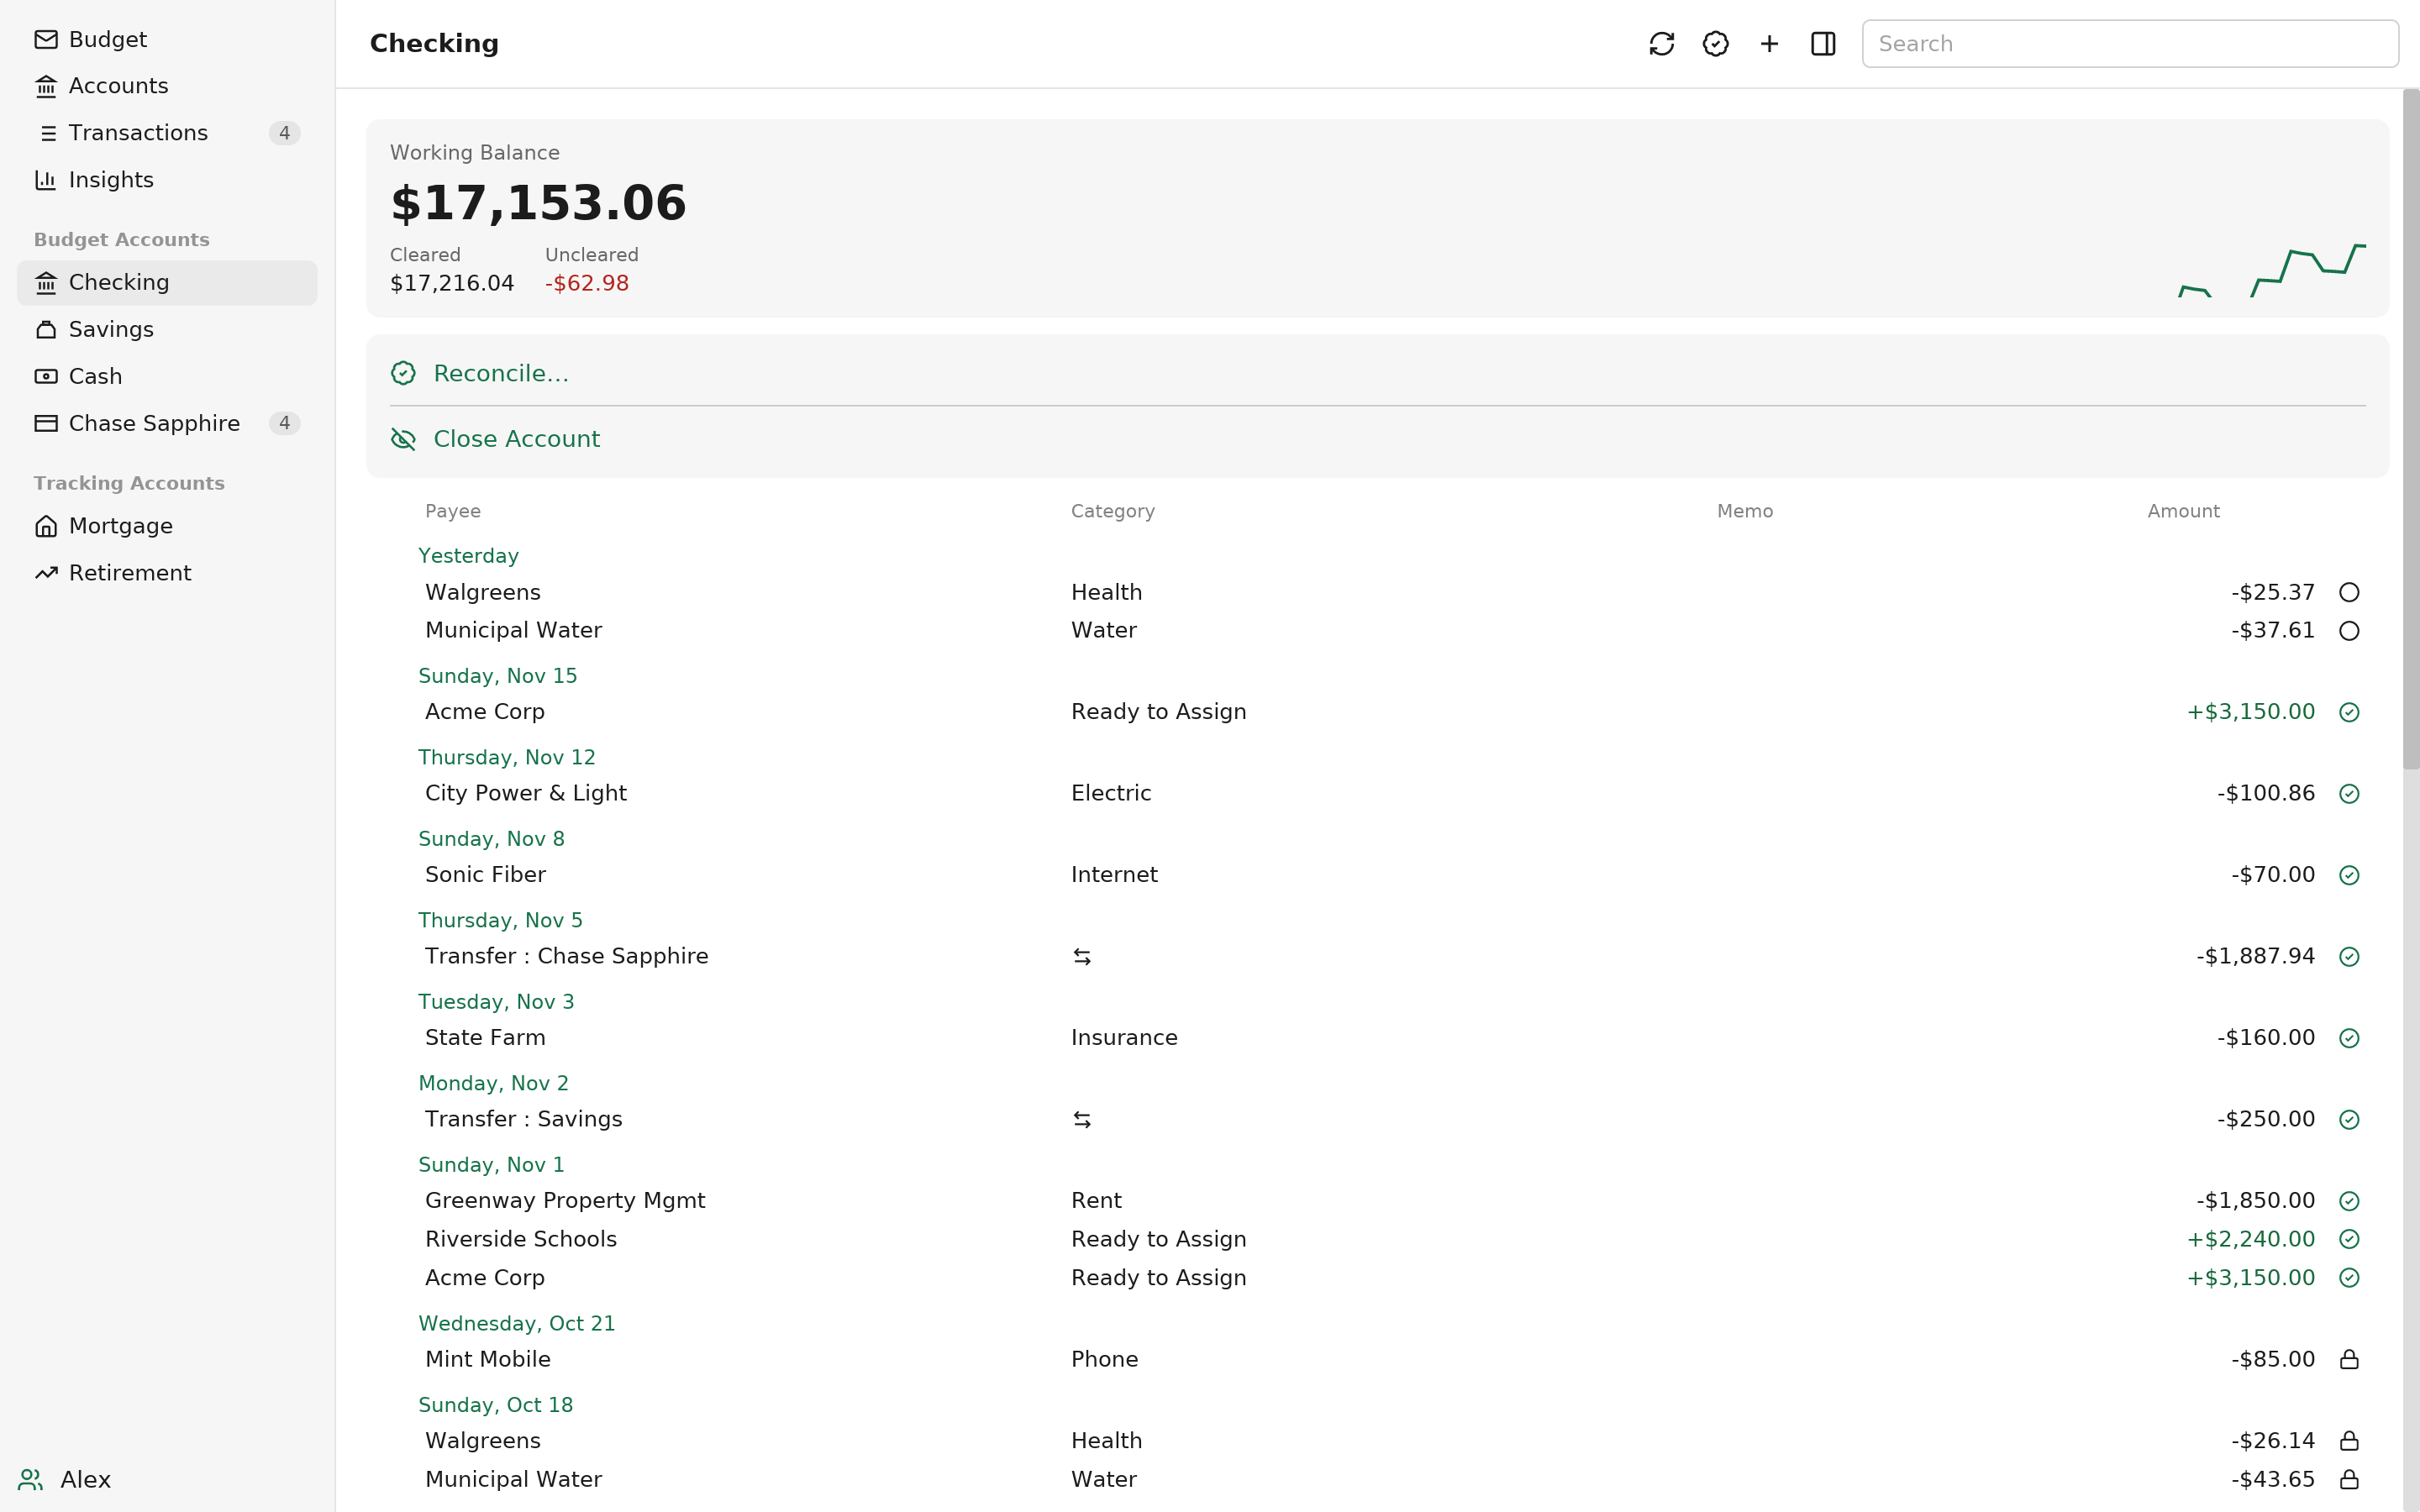 Budget
Accounts
Transactions 4
Insights
Budget Accounts
Checking
Savings
Cash
Chase Sapphire 4
Tracking Accounts
Mortgage
Retirement
Alex
Checking
Search
Working Balance
$17,153.06
Cleared Uncleared
$17,216.04 -$62.98
Reconcile...
Close Account
Payee Category Memo Amount
Yesterday
Walgreens Health -$25.37
Municipal Water Water -$37.61
Sunday, Nov 15
Acme Corp Ready to Assign +$3,150.00
Thursday, Nov 12
City Power & Light Electric -$100.86
Sunday, Nov 8
Sonic Fiber Internet -$70.00
Thursday, Nov 5
Transfer : Chase Sapphire -$1,887.94
Tuesday, Nov 3
State Farm Insurance -$160.00
Monday, Nov 2
Transfer : Savings -$250.00
Sunday, Nov 1
Greenway Property Mgmt Rent -$1,850.00
Riverside Schools Ready to Assign +$2,240.00
Acme Corp Ready to Assign +$3,150.00
Wednesday, Oct 21
Mint Mobile Phone -$85.00
Sunday, Oct 18
Walgreens Health -$26.14
Municipal Water Water -$43.65